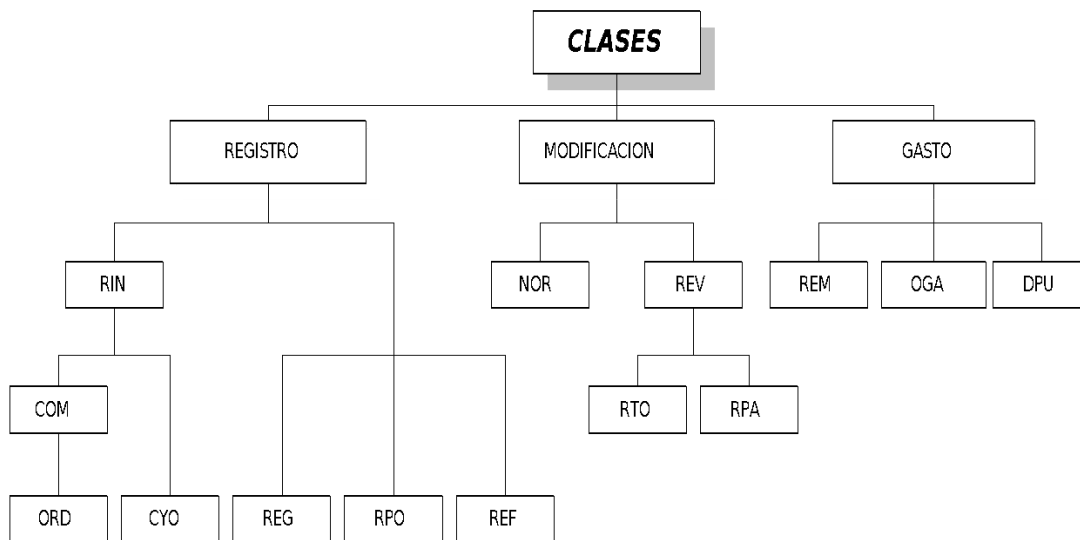 CLASES
REGISTRO
MODIFICACION
GASTO
RIN
NOR
REV
REM
OGA
DPU
COM
RTO
RPA
ORD
CYO
REG
RPO
REF